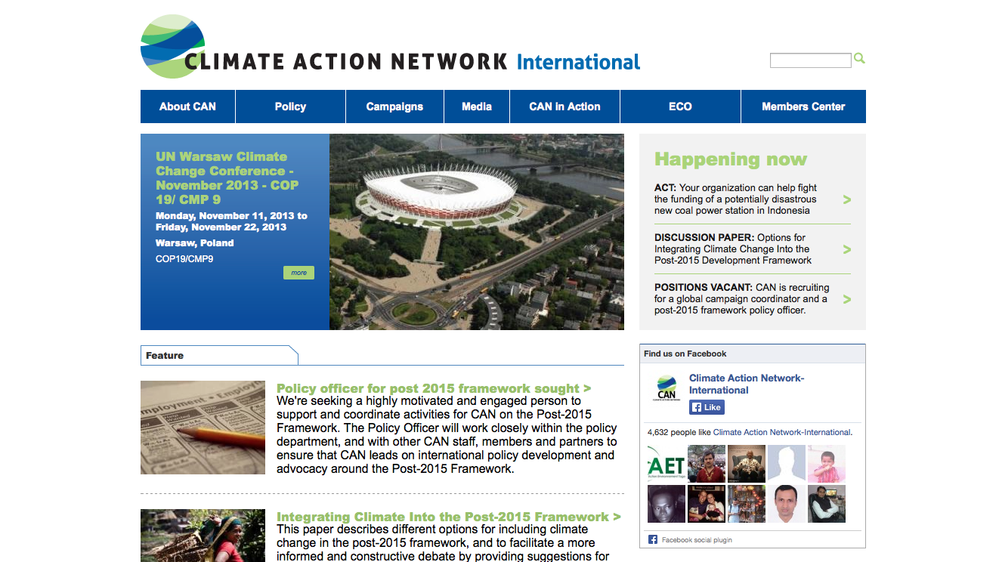 CLIMATE ACTION NETWORK International
About CAN
Policy
Campaigns
Media
CAN in Action
ECO
Members Center
UN Warsaw Climate
Change Conference -
November 2013 - COP
19/ CMP 9
Monday, November 11, 2013 to
Friday, November 22, 2013
Warsaw, Poland
COP19/CMP9
more
Happening now
ACT: Your organization can help fight
the funding of a potentially disastrous
new coal power station in Indonesia
>
DISCUSSION PAPER: Options for
Integrating Climate Change Into the
Post-2015 Development Framework
>
POSITIONS VACANT: CAN is recruiting
for a global campaign coordinator and a
post-2015 framework policy officer.
>
Feature
Policy officer for post 2015 framework sought >
We're seeking a highly motivated and engaged person to
support and coordinate activities for CAN on the Post-2015
Framework. The Policy Officer will work closely within the policy
department, and with other CAN staff, members and partners to
ensure that CAN leads on international policy development and
advocacy around the Post-2015 Framework.
Integrating Climate Into the Post-2015 Framework >
This paper describes different options for including climate
change in the post-2015 framework, and to facilitate a more
informed and constructive debate by providing suggestions for
Find us on Facebook
CAN
CLIMATE ACTION NETWORK
Climate Action Network-
International
Like
4,632 people like Climate Action Network-International.
AET
Facebook social plugin